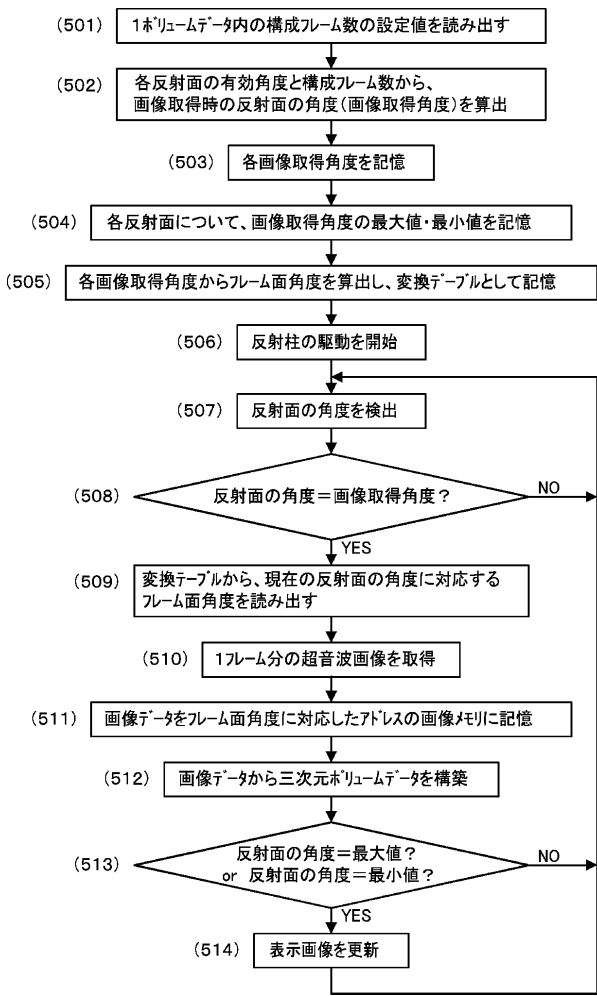 (501) 1ボリュームデータ内の構成フレーム数の設定値を読み出す
(502) 各反射面の有効角度と構成フレーム数から、
画像取得時の反射面の角度(画像取得角度)を算出
(503) 各画像取得角度を記憶
(504) 各反射面について、画像取得角度の最大値・最小値を記憶
(505) 各画像取得角度からフレーム面角度を算出し、変換テーブルとして記憶
(506) 反射柱の駆動を開始
(507) 反射面の角度を検出
(508) 反射面の角度=画像取得角度? NO
YES
(509) 変換テーブルから、現在の反射面の角度に対応する
フレーム面角度を読み出す
(510) 1フレーム分の超音波画像を取得
(511) 画像データをフレーム面角度に対応したアドレスの画像メモリに記憶
(512) 画像データから三次元ボリュームデータを構築
(513) 反射面の角度=最大値? NO
or 反射面の角度=最小値?
YES
(514) 表示画像を更新